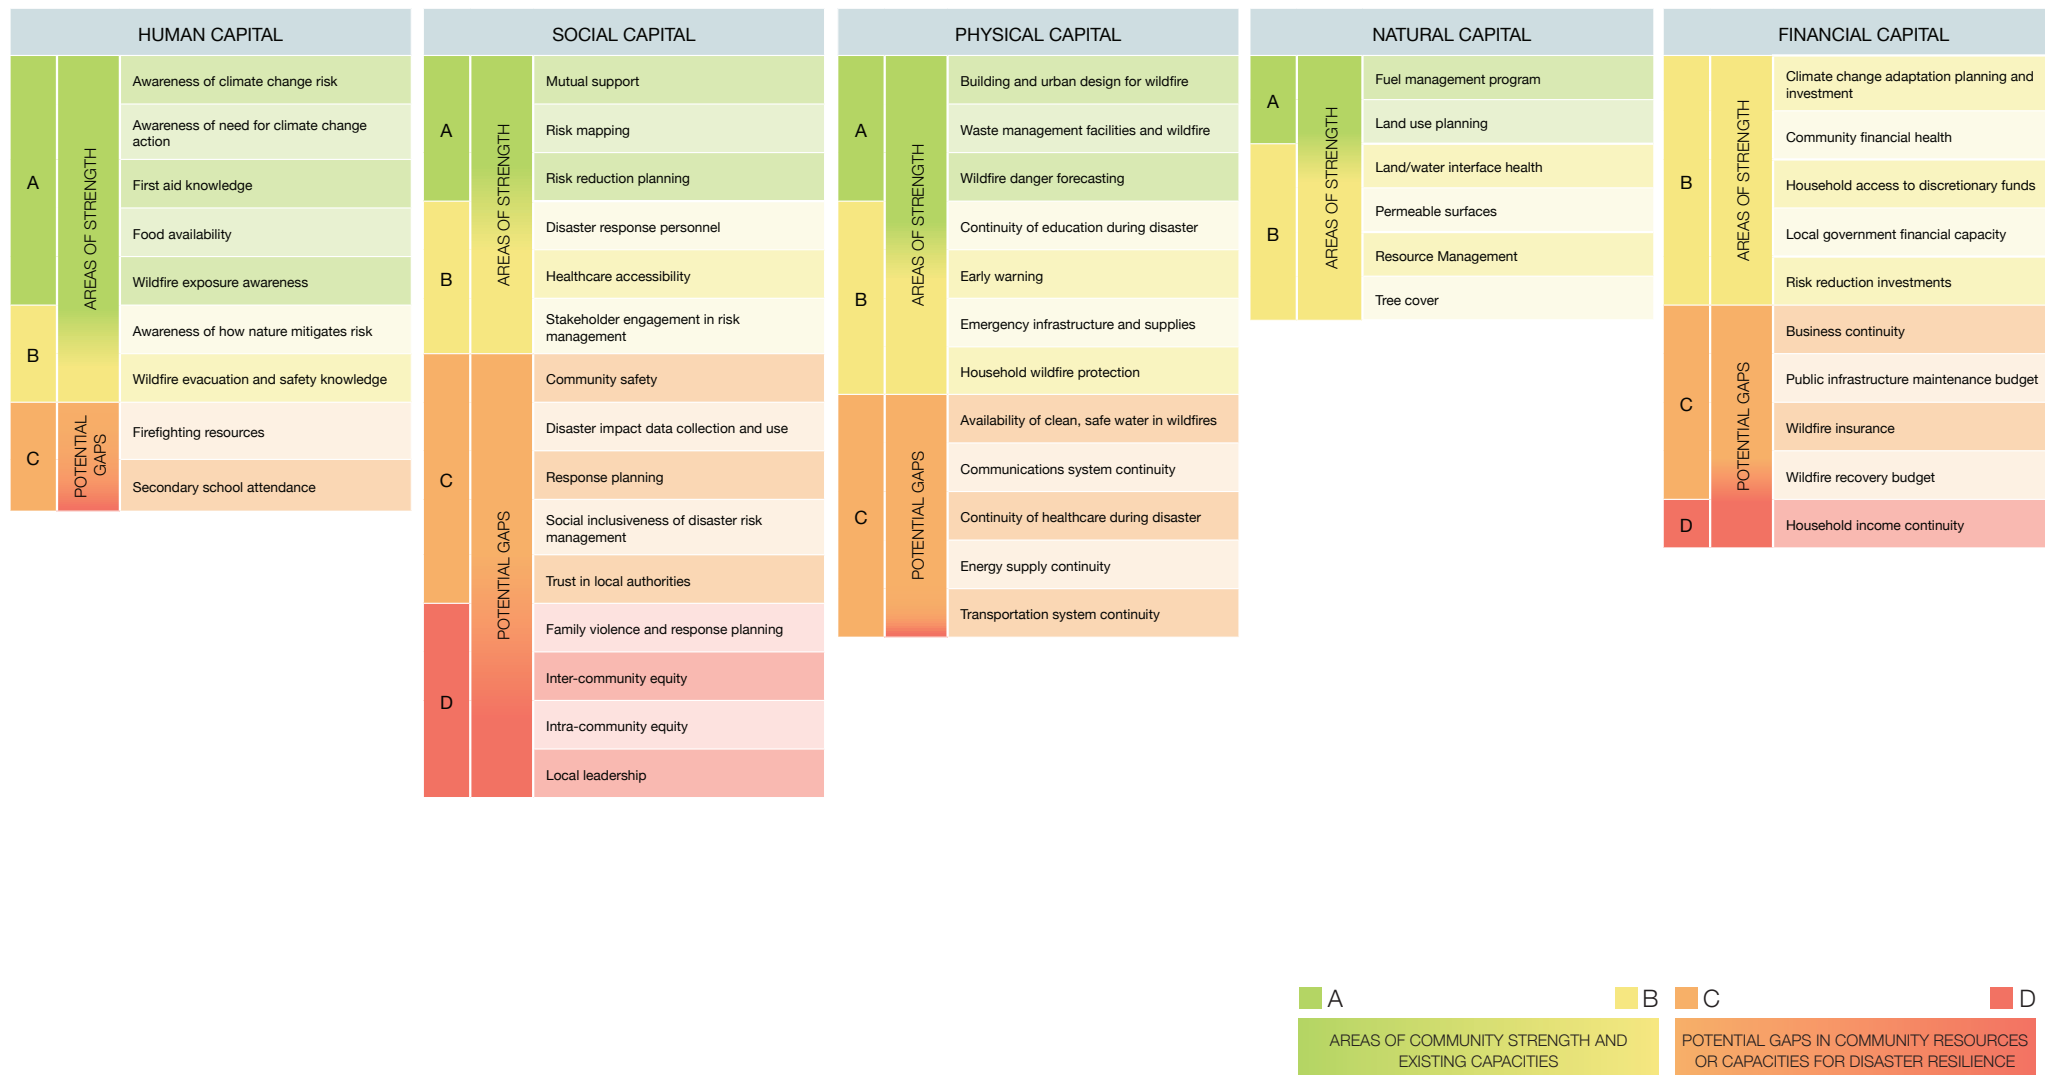 HUMAN CAPITAL
A
AREAS OF STRENGTH
Awareness of climate change risk
Awareness of need for climate change
action
First aid knowledge
Food availability
Wildfire exposure awareness
B
Awareness of how nature mitigates risk
Wildfire evacuation and safety knowledge
C
POTENTIAL
GAPS
Firefighting resources
Secondary school attendance
SOCIAL CAPITAL
A
AREAS OF STRENGTH
Mutual support
Risk mapping
Risk reduction planning
B
Disaster response personnel
Healthcare accessibility
Stakeholder engagement in risk
management
C
POTENTIAL GAPS
Community safety
Disaster impact data collection and use
Response planning
Social inclusiveness of disaster risk
management
Trust in local authorities
D
Family violence and response planning
Inter-community equity
Intra-community equity
Local leadership
PHYSICAL CAPITAL
A
AREAS OF STRENGTH
Building and urban design for wildfire
Waste management facilities and wildfire
Wildfire danger forecasting
B
Continuity of education during disaster
Early warning
Emergency infrastructure and supplies
Household wildfire protection
C
POTENTIAL GAPS
Availability of clean, safe water in wildfires
Communications system continuity
Continuity of healthcare during disaster
Energy supply continuity
Transportation system continuity
NATURAL CAPITAL
A
AREAS OF STRENGTH
Fuel management program
Land use planning
B
Land/water interface health
Permeable surfaces
Resource Management
Tree cover
FINANCIAL CAPITAL
B
AREAS OF STRENGTH
Climate change adaptation planning and
investment
Community financial health
Household access to discretionary funds
Local government financial capacity
Risk reduction investments
C
POTENTIAL GAPS
Business continuity
Public infrastructure maintenance budget
Wildfire insurance
Wildfire recovery budget
D
Household income continuity
A
B
AREAS OF COMMUNITY STRENGTH AND
EXISTING CAPACITIES
C
D
POTENTIAL GAPS IN COMMUNITY RESOURCES
OR CAPACITIES FOR DISASTER RESILIENCE